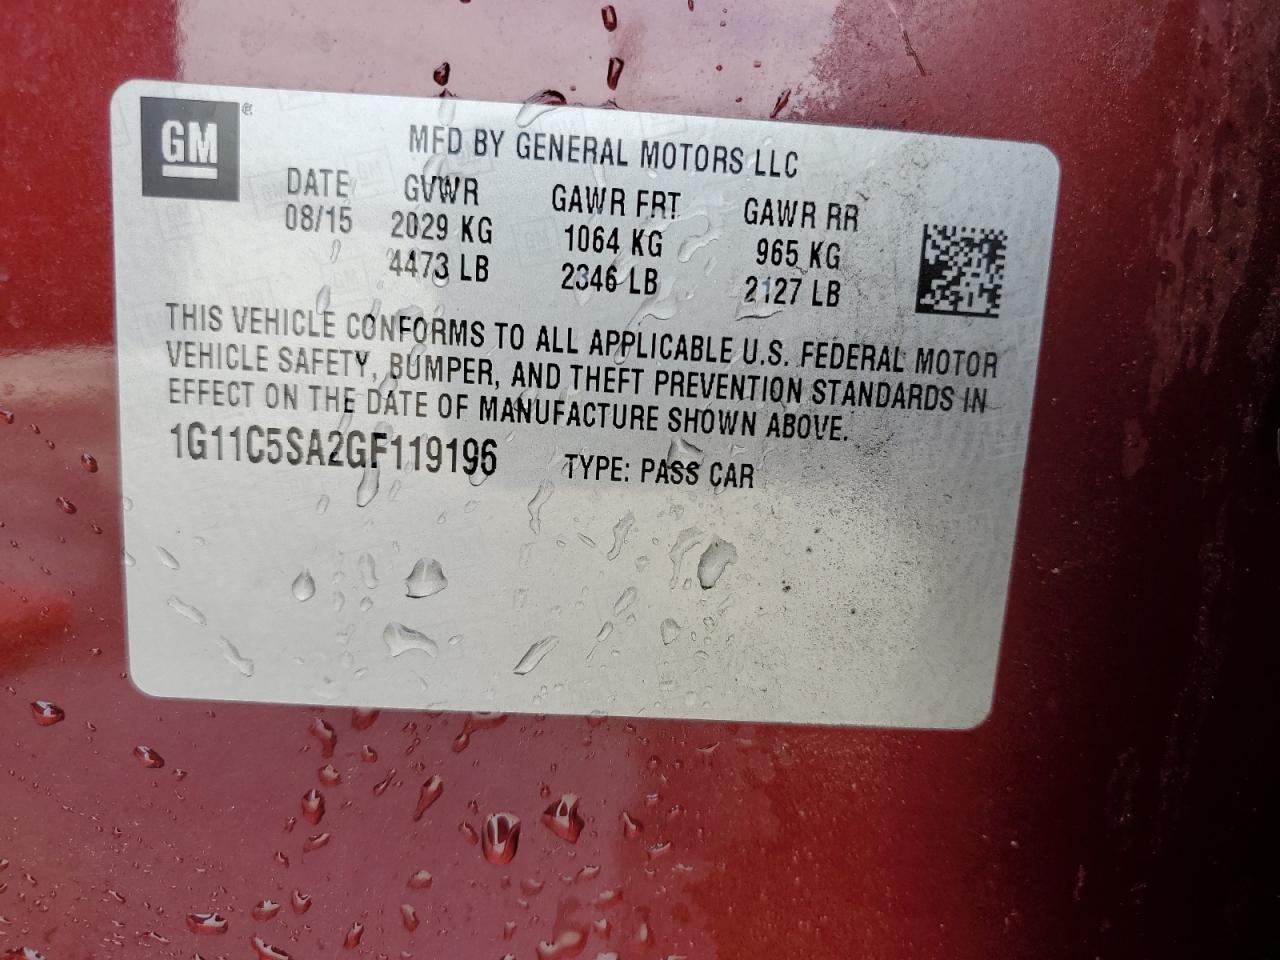 GM ®
MFD BY GENERAL MOTORS LLC
DATE GVWR GAWR FRT GAWR RR
08/15 2029 KG 1064 KG 965 KG
4473 LB 2346 LB 2127 LB
THIS VEHICLE CONFORMS TO ALL APPLICABLE U.S. FEDERAL MOTOR
VEHICLE SAFETY, BUMPER, AND THEFT PREVENTION STANDARDS IN
EFFECT ON THE DATE OF MANUFACTURE SHOWN ABOVE.
1G11C5SA2GF119196 TYPE: PASS CAR